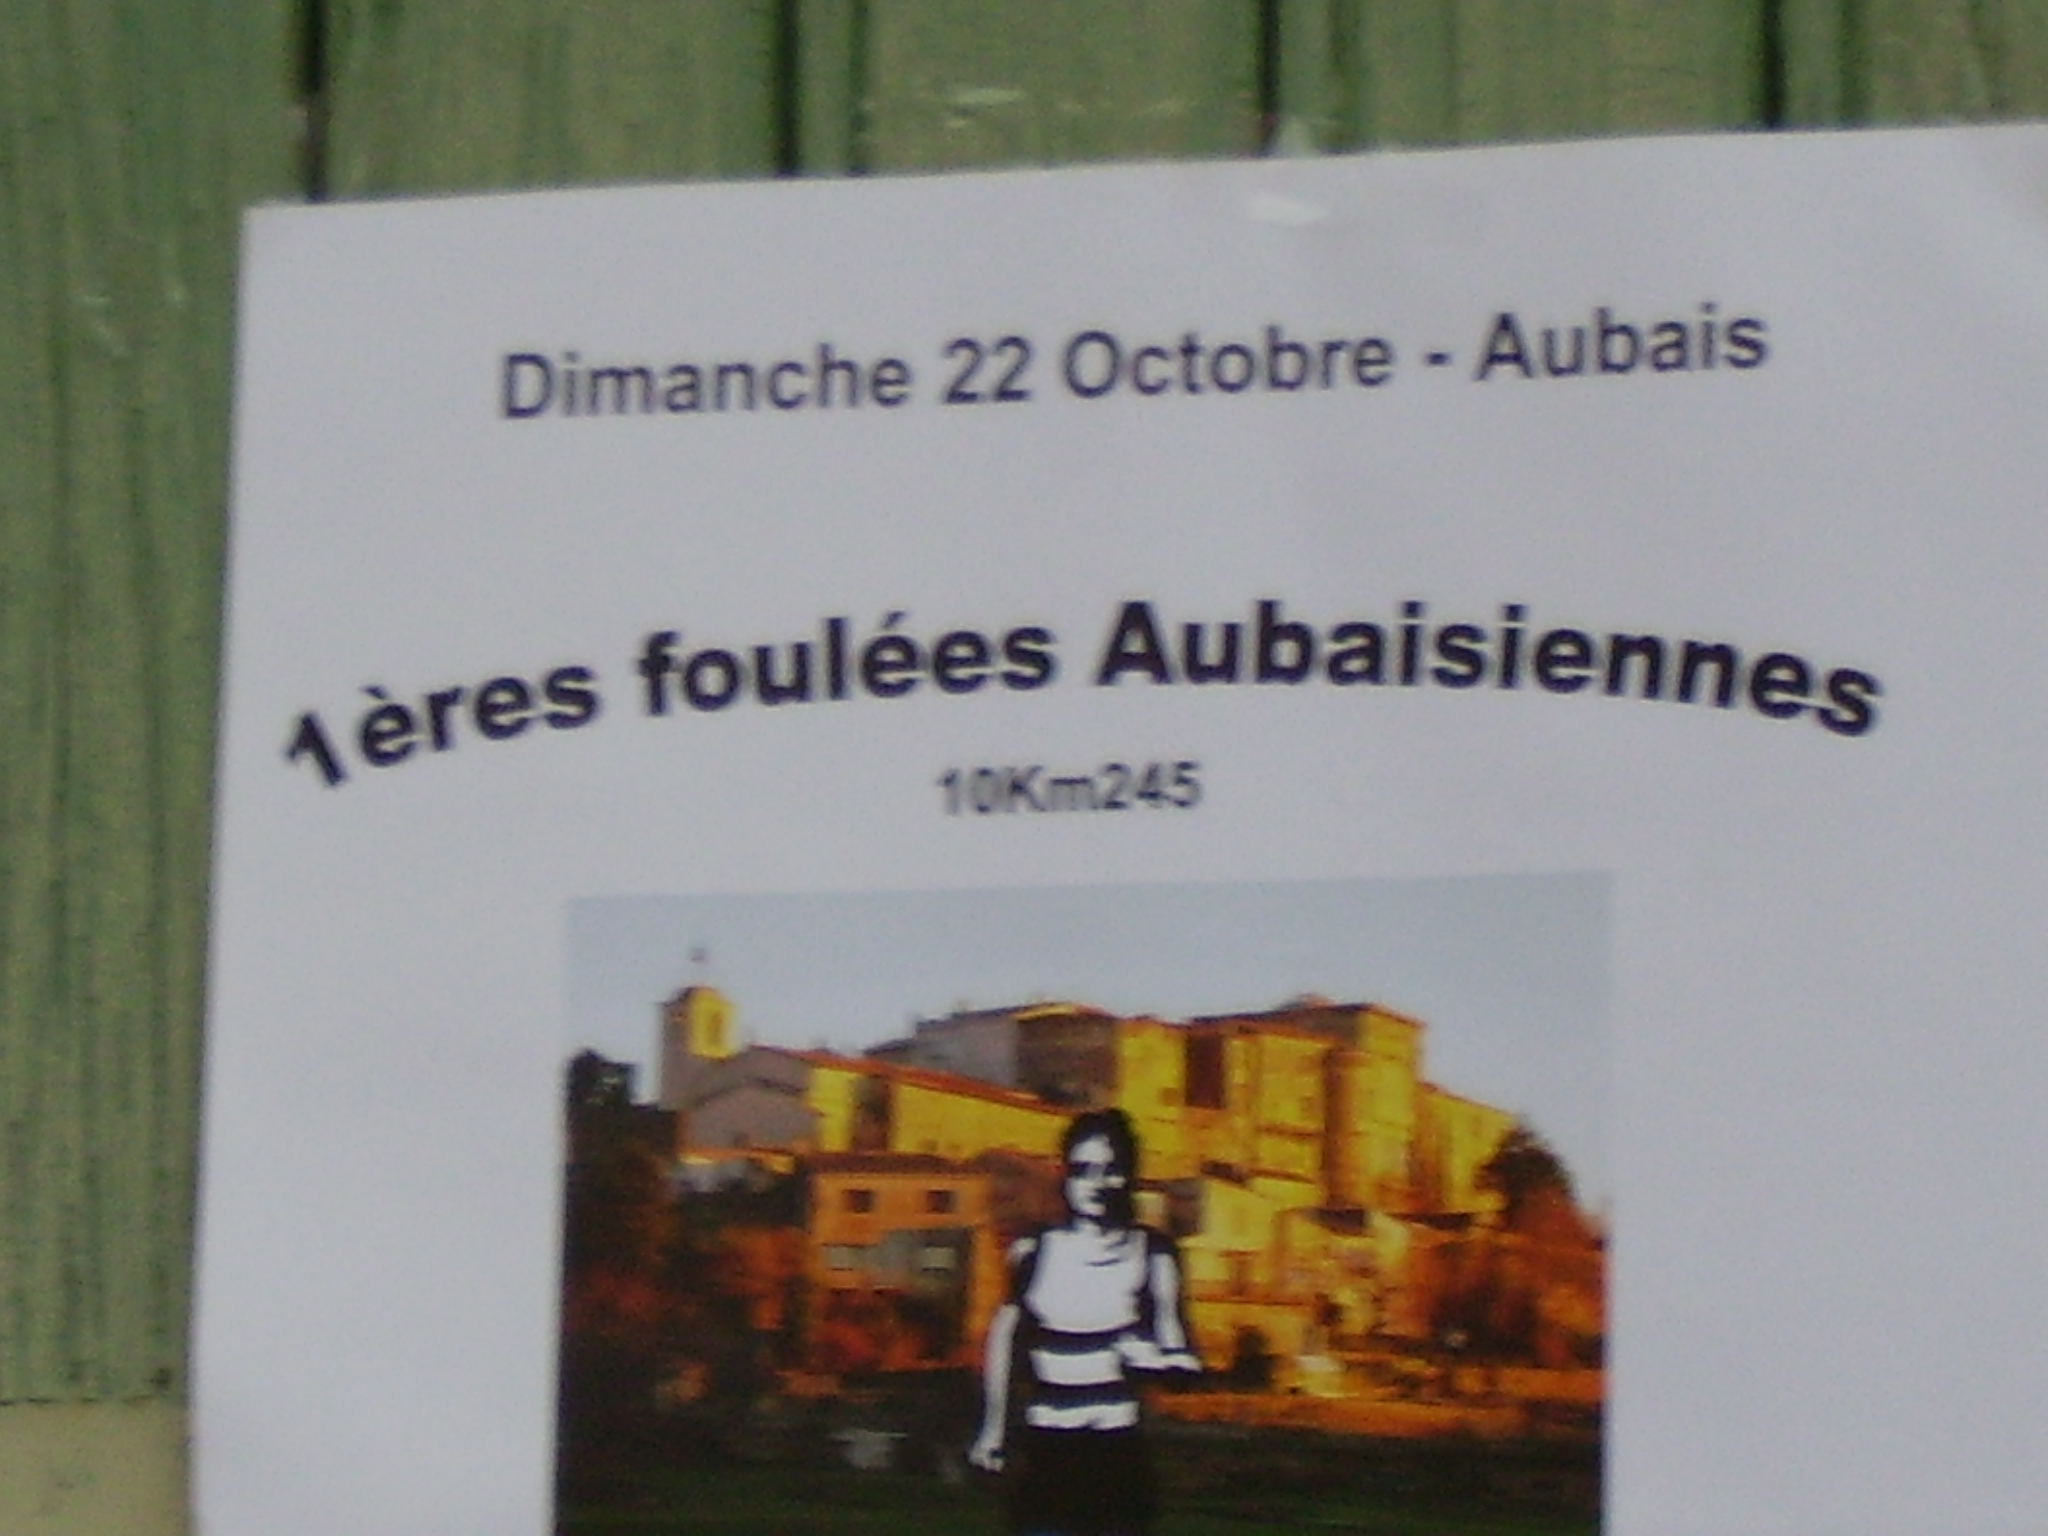 Dimanche 22 Octobre - Aubais
1ères foulées Aubaisiennes
10Km245